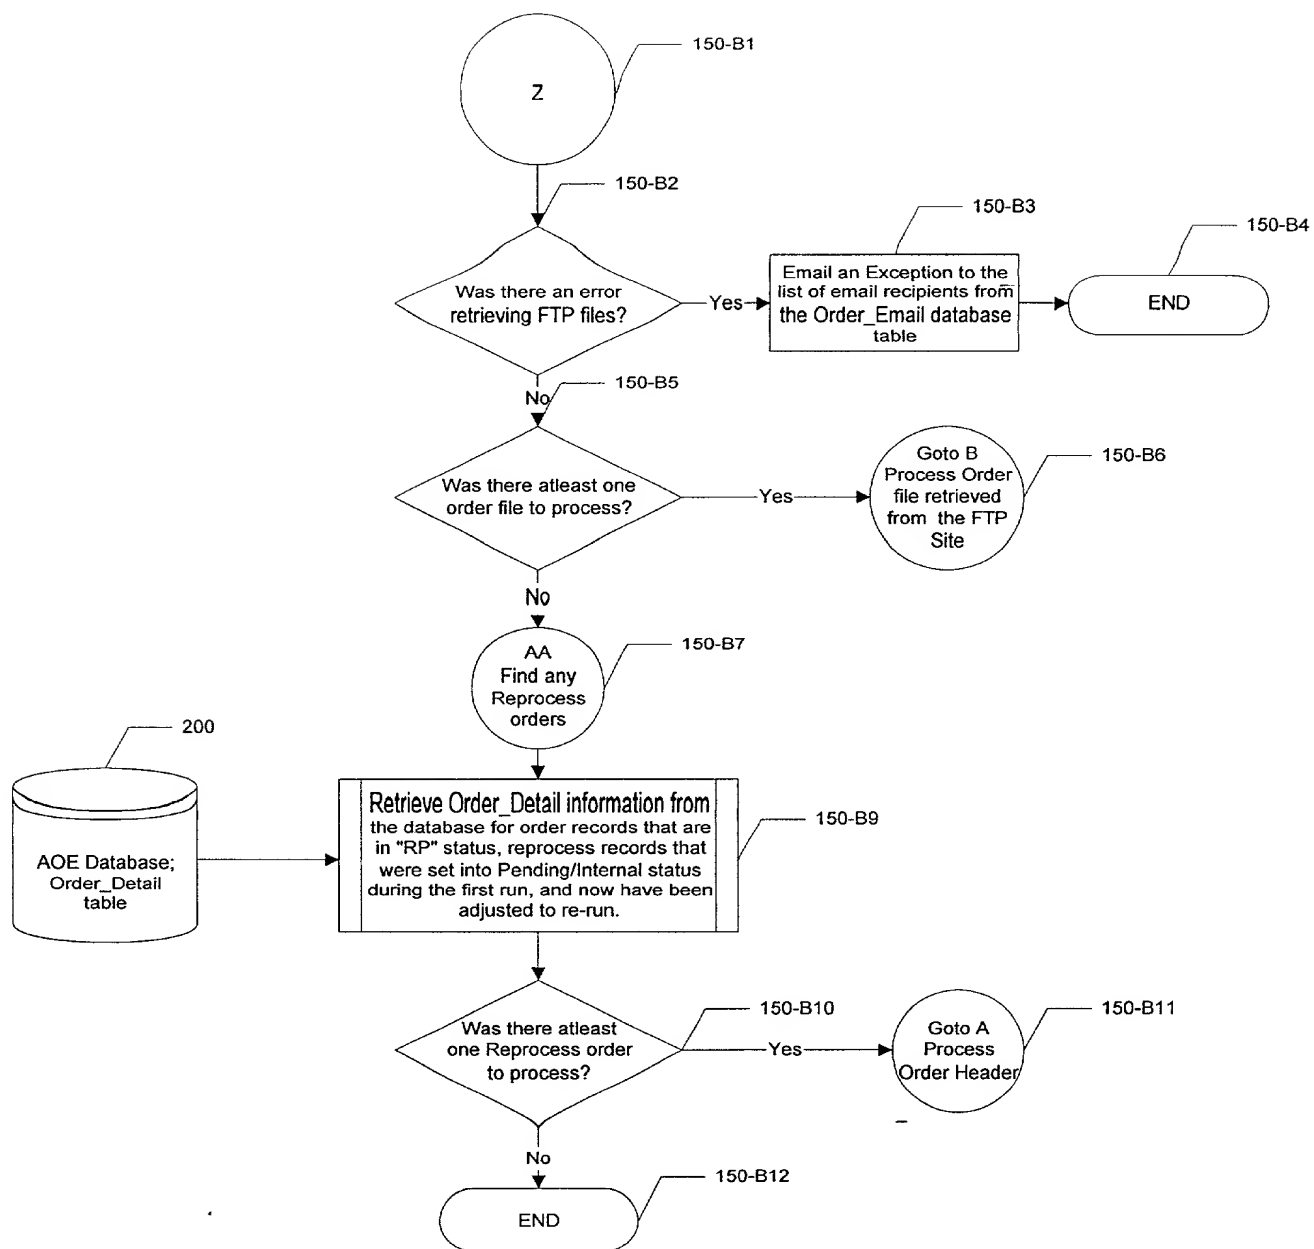 150-B1
Z
150-B2
150-B3
150-B4
Was there an error
retrieving FTP files?
Yes
Email an Exception to the
list of email recipients from
the Order_Email database
table
END
No
150-B5
Was there atleast one
order file to process?
Yes
Goto B
Process Order
file retrieved
from the FTP
Site
150-B6
No
AA
Find any
Reprocess
orders
150-B7
200
AOE Database;
Order_Detail
table
Retrieve Order_Detail information from
the database for order records that are
in "RP" status, reprocess records that
were set into Pending/Internal status
during the first run, and now have been
adjusted to re-run.
150-B9
Was there atleast
one Reprocess order
to process?
150-B10
Yes
Goto A
Process
Order Header
150-B11
No
END
150-B12